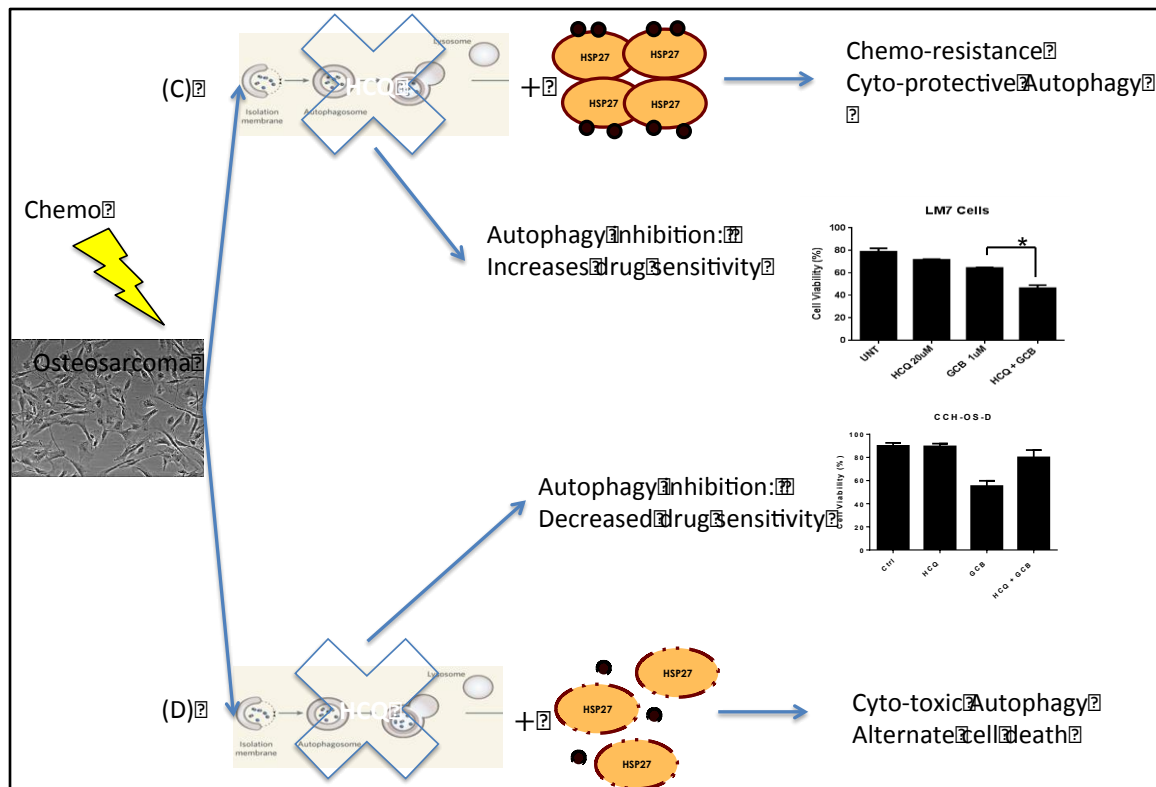 (C)
Isolation
membrane
Autophagosome
Lysosome
HCQ
+
HSP27
HSP27
HSP27
HSP27
Chemo-resistance
Cyto-protective Autophagy
Chemo
Osteosarcoma
Autophagy inhibition:
Increases drug sensitivity
LM7 Cells
Cell Viability (%)
100
80
60
40
20
0
*
UNT
HCQ 20uM
GCB 1uM
HCQ + GCB
Autophagy inhibition:
Decreased drug sensitivity
CCH-OS-D
Cell Viability (%)
100
80
60
40
20
0
Ctrl
HCQ
GCB
HCQ + GCB
(D)
Isolation
membrane
Autophagosome
Lysosome
HCQ
+
HSP27
HSP27
HSP27
Cyto-toxic Autophagy
Alternate cell death